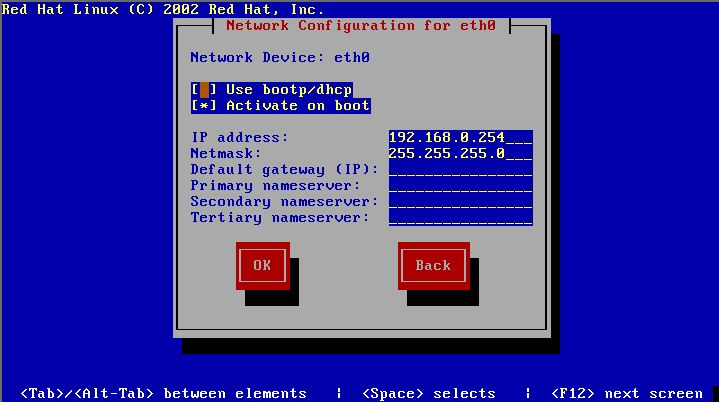 Red Hat Linux (C) 2002 Red Hat, Inc.
Network Configuration for eth0
Network Device: eth0
[ ] Use bootp/dhcp
[*] Activate on boot
IP address: 192.168.0.254___
Netmask: 255.255.255.0___
Default gateway (IP): ________________
Primary nameserver: ________________
Secondary nameserver: ________________
Tertiary nameserver: ________________
OK Back
<Tab>/<Alt-Tab> between elements | <Space> selects | <F12> next screen